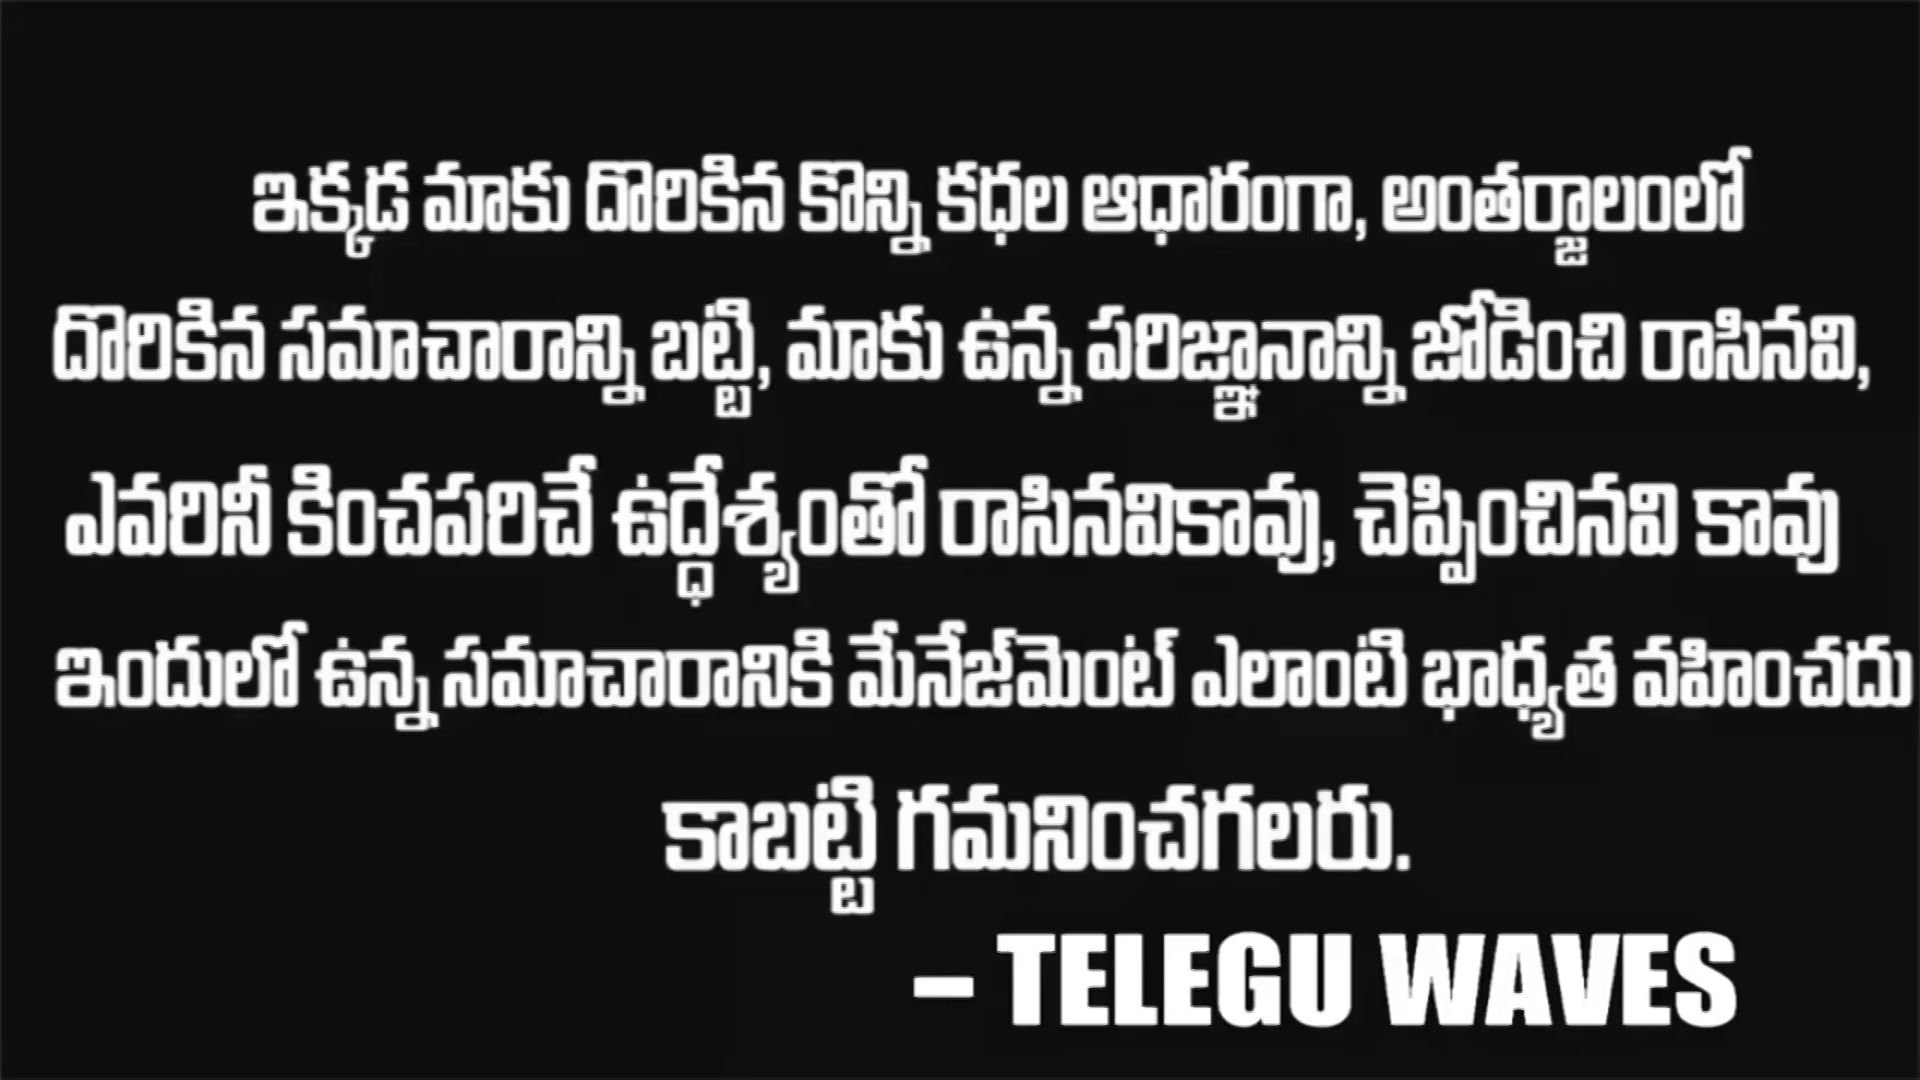 ఇక్కడ మాకు దొరికిన కొన్ని కధల ఆధారంగా, అంతర్జాలంలో
దొరికిన సమాచారాన్ని బట్టి, మాకు ఉన్న పరిజ్ఞానాన్ని జోడించి రాసినవి,
ఎవరినీ కించపరిచే ఉద్ధేశ్యంతో రాసినవికావు, చెప్పించినవి కావు
ఇందులో ఉన్న సమాచారానికి మేనేజ్‌మెంట్ ఎలాంటి భాధ్యత వహించదు
కాబట్టి గమనించగలరు.
– TELEGU WAVES